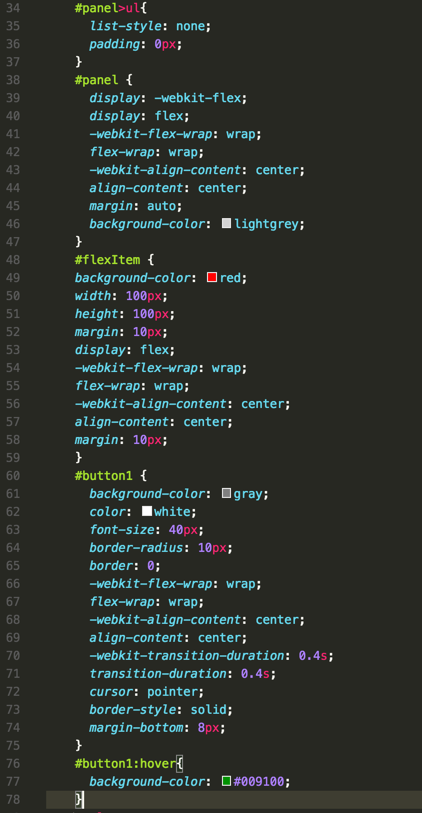 34 #panel>ul{
35 list-style: none;
36 padding: 0px;
37 }
38 #panel {
39 display: -webkit-flex;
40 display: flex;
41 -webkit-flex-wrap: wrap;
42 flex-wrap: wrap;
43 -webkit-align-content: center;
44 align-content: center;
45 margin: auto;
46 background-color: lightgrey;
47 }
48 #flexItem {
49 background-color: red;
50 width: 100px;
51 height: 100px;
52 margin: 10px;
53 display: flex;
54 -webkit-flex-wrap: wrap;
55 flex-wrap: wrap;
56 -webkit-align-content: center;
57 align-content: center;
58 margin: 10px;
59 }
60 #button1 {
61 background-color: gray;
62 color: white;
63 font-size: 40px;
64 border-radius: 10px;
65 border: 0;
66 -webkit-flex-wrap: wrap;
67 flex-wrap: wrap;
68 -webkit-align-content: center;
69 align-content: center;
70 -webkit-transition-duration: 0.4s;
71 transition-duration: 0.4s;
72 cursor: pointer;
73 border-style: solid;
74 margin-bottom: 8px;
75 }
76 #button1:hover{
77 background-color: #009100;
78 }